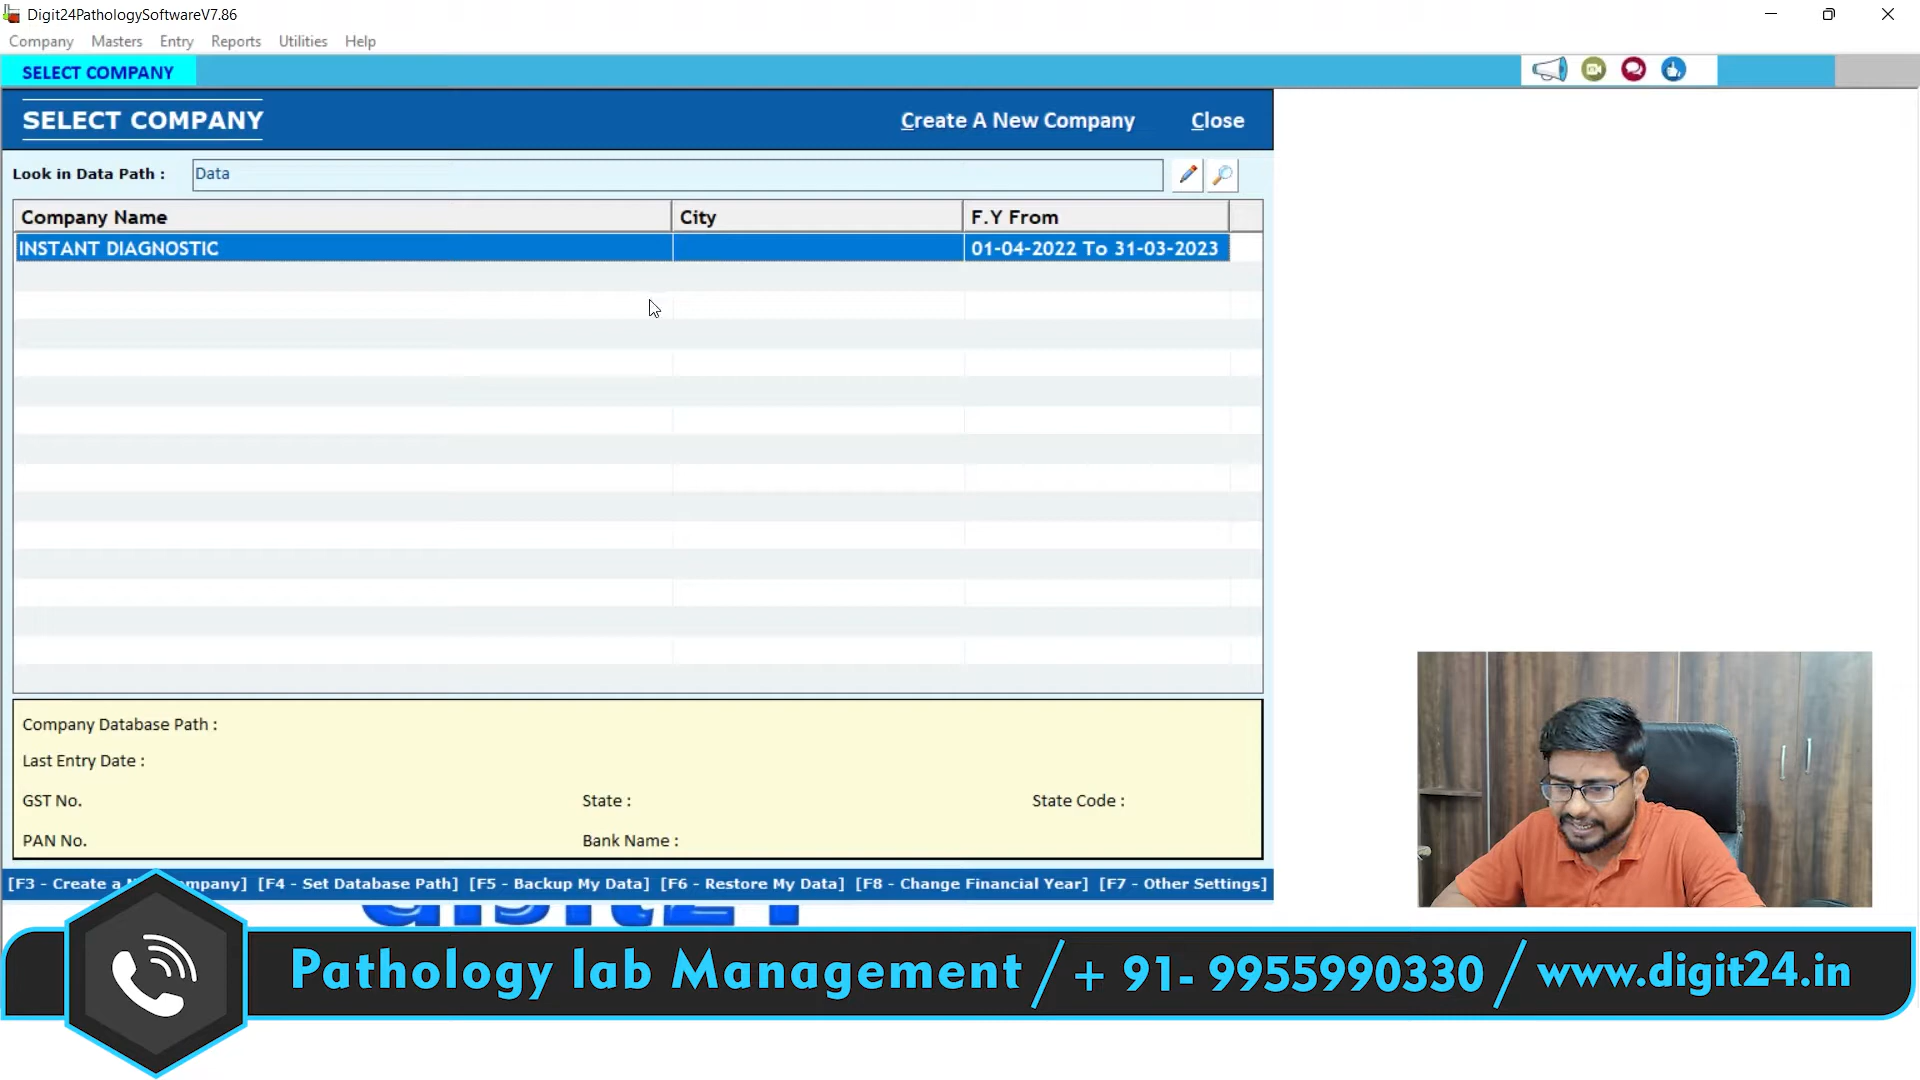 Digit24PathologySoftwareV7.86
Company Masters Entry Reports Utilities Help
SELECT COMPANY
SELECT COMPANY Create A New Company Close
Look in Data Path : Data
Company Name City F.Y From
INSTANT DIAGNOSTIC 01-04-2022 To 31-03-2023
Company Database Path :
Last Entry Date :
GST No. State : State Code :
PAN No. Bank Name :
[F3 - Create a mpany] [F4 - Set Database Path] [F5 - Backup My Data] [F6 - Restore My Data] [F8 - Change Financial Year] [F7 - Other Settings]
Pathology lab Management / + 91- 9955990330 / www.digit24.in